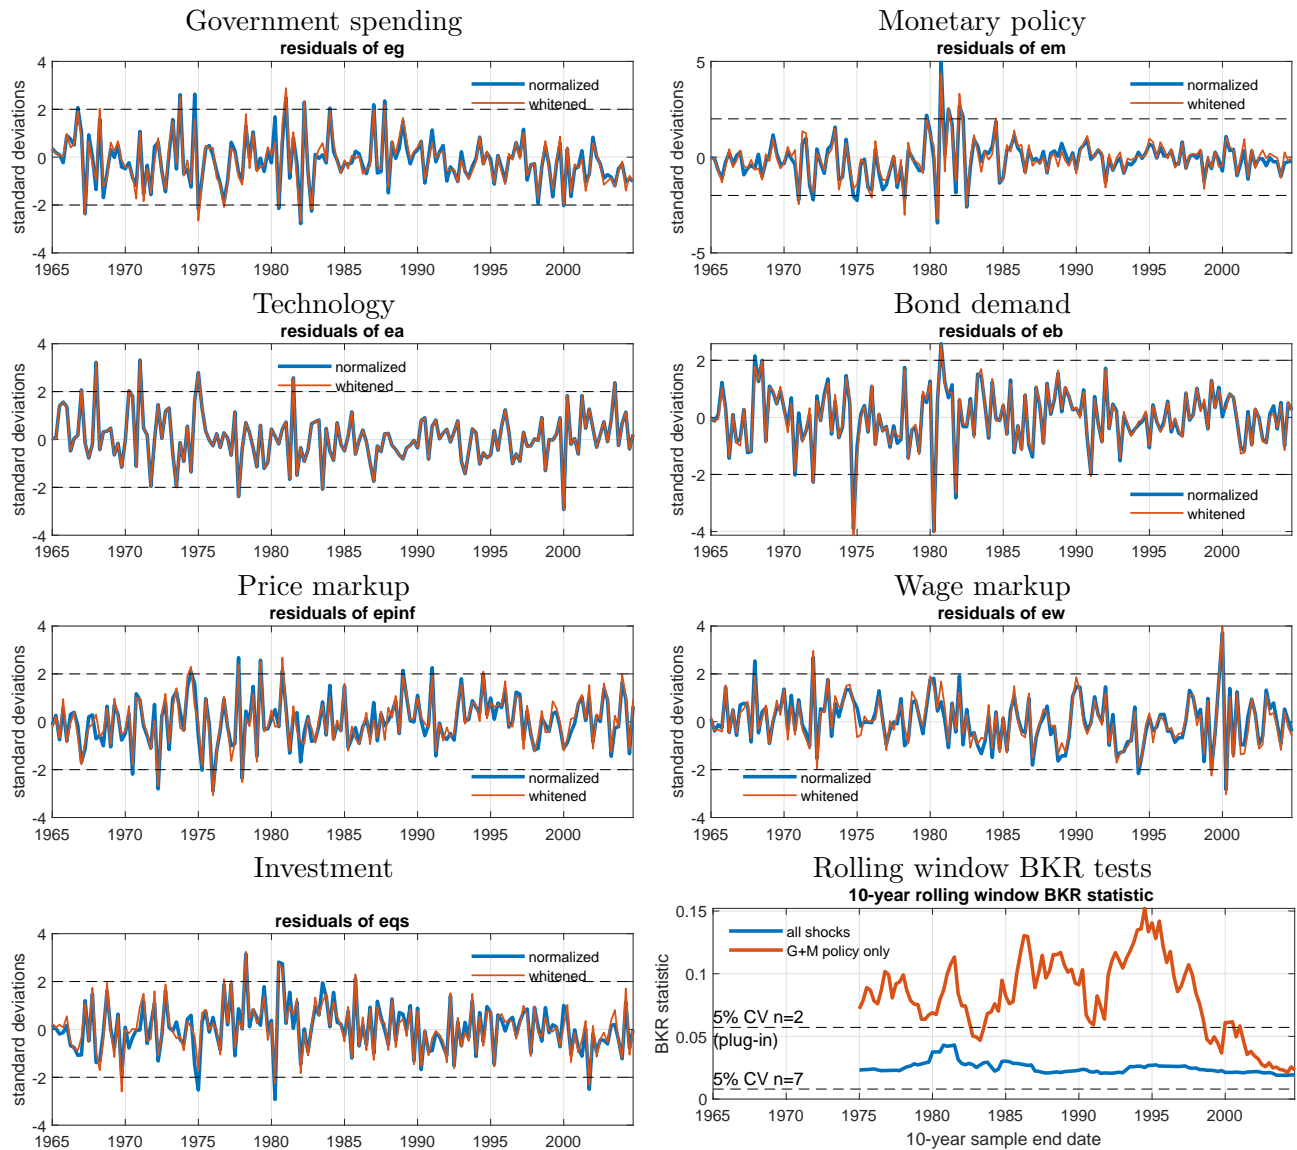 Government spending
residuals of eg
standard deviations
normalized
whitened
4
2
0
-2
-4
1965 1970 1975 1980 1985 1990 1995 2000
Monetary policy
residuals of em
standard deviations
normalized
whitened
5
0
-5
1965 1970 1975 1980 1985 1990 1995 2000
Technology
residuals of ea
standard deviations
normalized
whitened
4
2
0
-2
-4
1965 1970 1975 1980 1985 1990 1995 2000
Bond demand
residuals of eb
standard deviations
2
0
-2
-4
normalized
whitened
1965 1970 1975 1980 1985 1990 1995 2000
Price markup
residuals of epinf
standard deviations
4
2
0
-2
-4
normalized
whitened
1965 1970 1975 1980 1985 1990 1995 2000
Wage markup
residuals of ew
standard deviations
4
2
0
-2
-4
normalized
whitened
1965 1970 1975 1980 1985 1990 1995 2000
Investment
residuals of eqs
standard deviations
normalized
whitened
4
2
0
-2
-4
1965 1970 1975 1980 1985 1990 1995 2000
Rolling window BKR tests
10-year rolling window BKR statistic
BKR statistic
all shocks
G+M policy only
0.15
0.1
0.05
0
5% CV n=2
(plug-in)
5% CV n=7
1965 1970 1975 1980 1985 1990 1995 2000
10-year sample end date